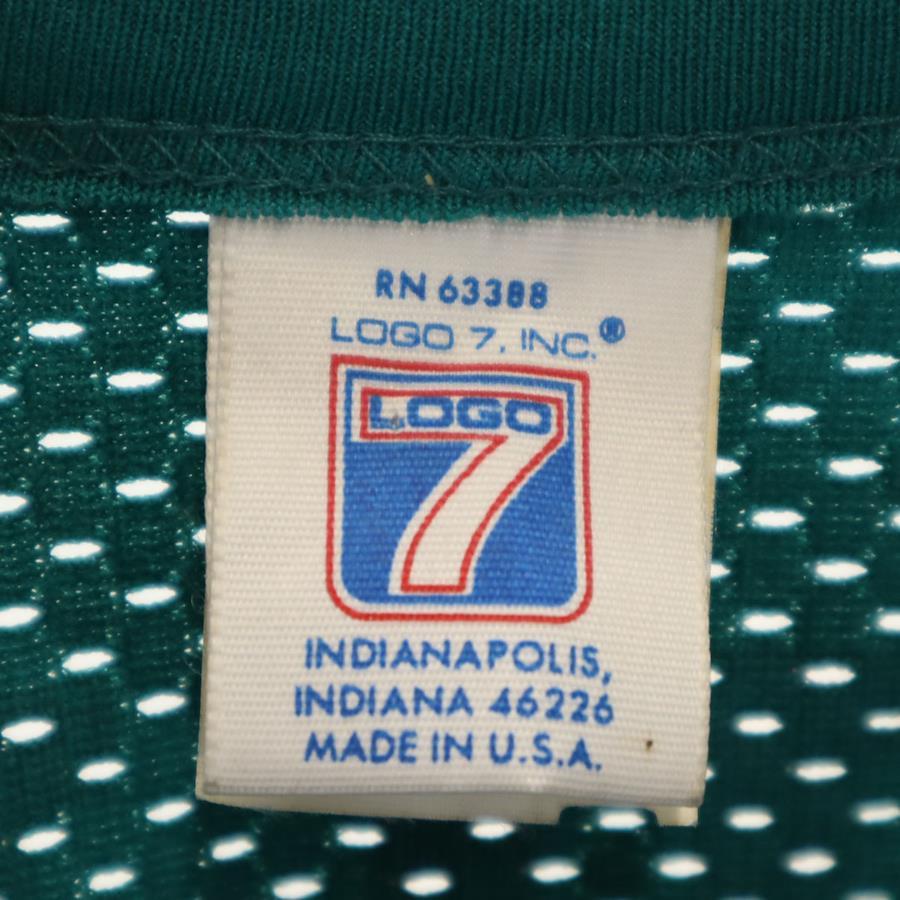 RN 63388
LOGO 7, INC.®
LOGO
7
INDIANAPOLIS,
INDIANA 46226
MADE IN U.S.A.